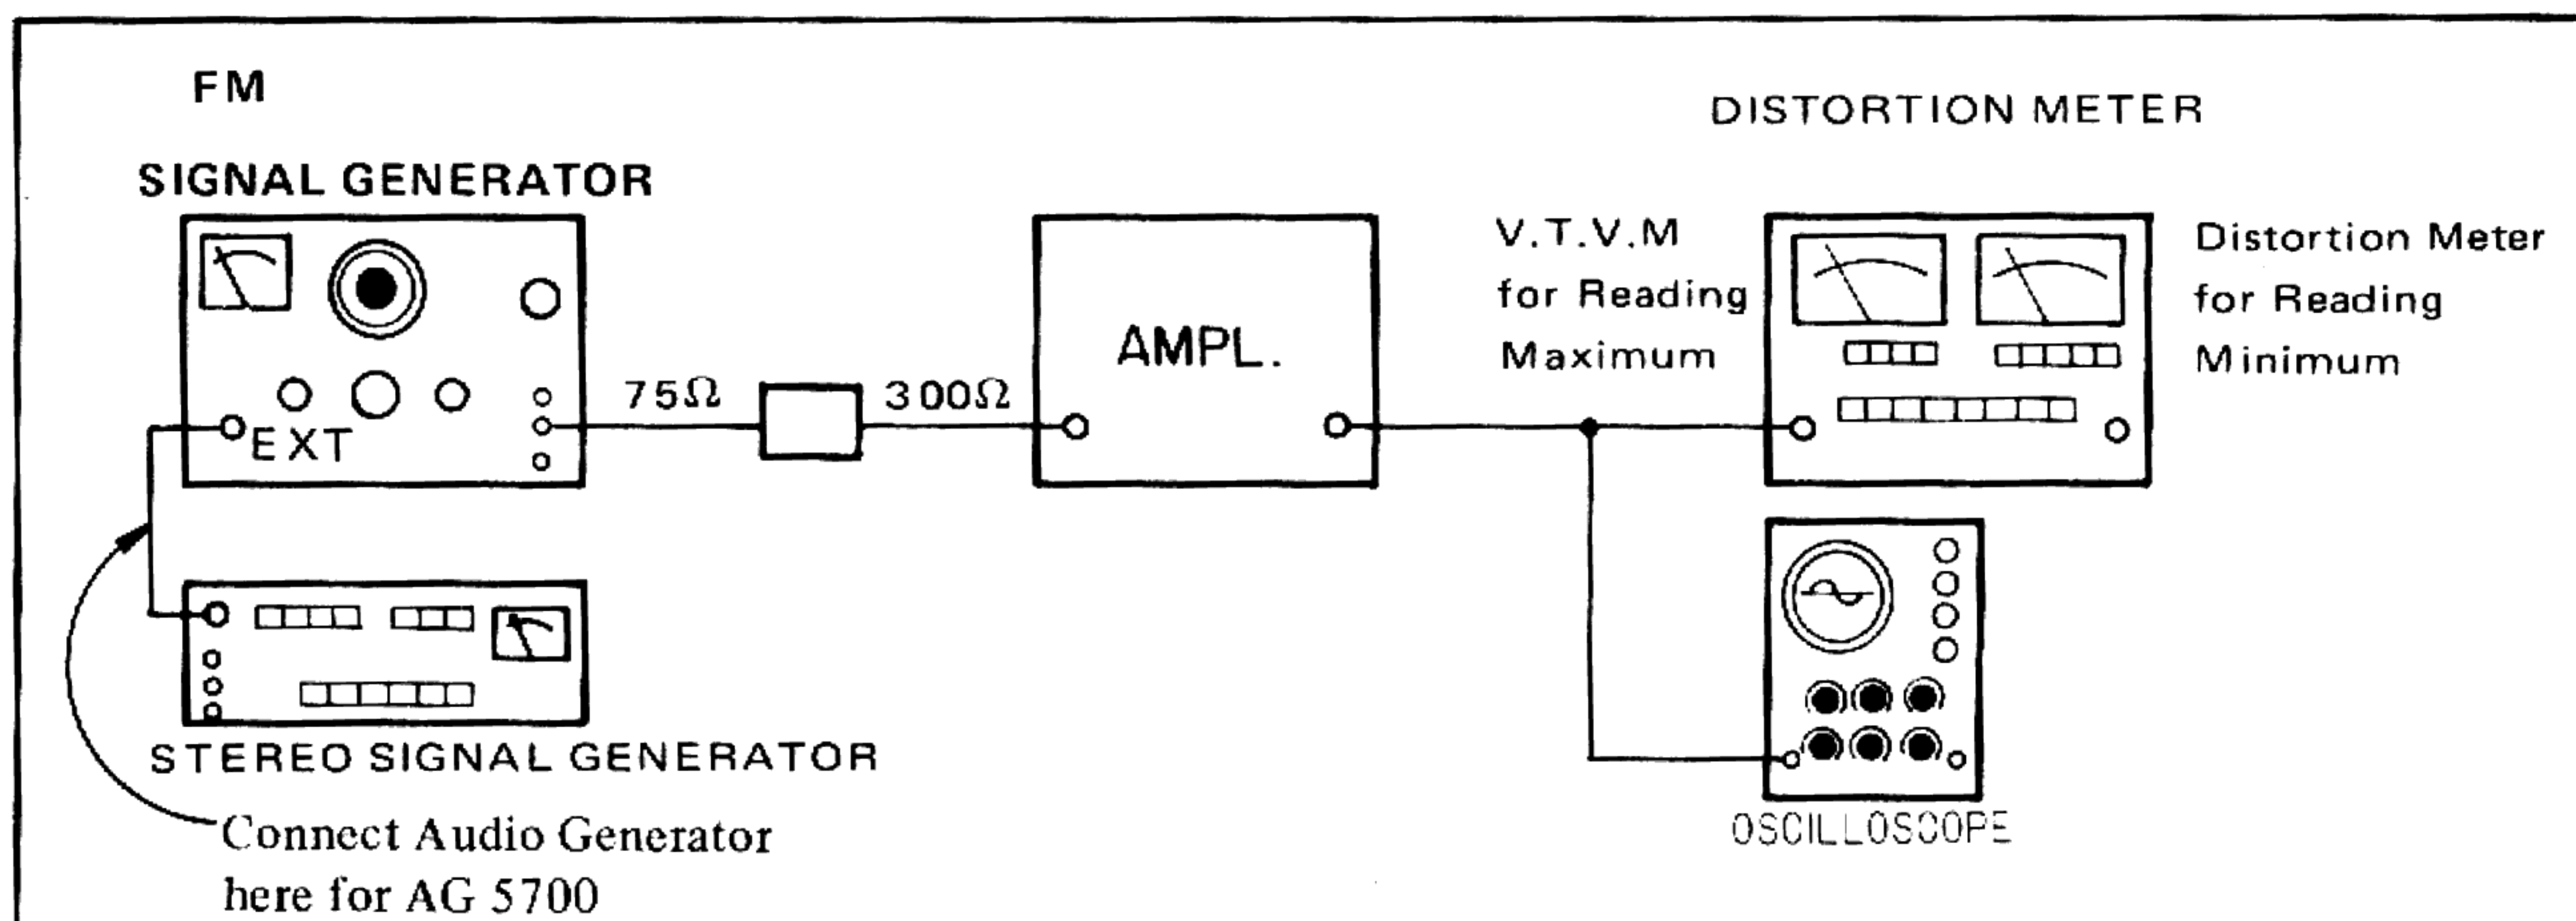 FM
SIGNAL GENERATOR
EXT
75Ω
300Ω
AMPL.
V.T.V.M
for Reading
Maximum
DISTORTION METER
Distortion Meter
for Reading
Minimum
STEREO SIGNAL GENERATOR
Connect Audio Generator
here for AG 5700
OSCILLOSCOPE